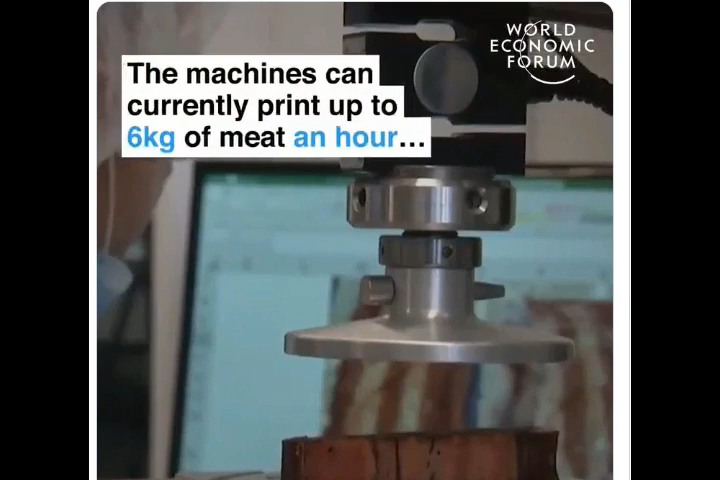 WORLD
ECONOMIC
FORUM
The machines can
currently print up to
6kg of meat an hour...